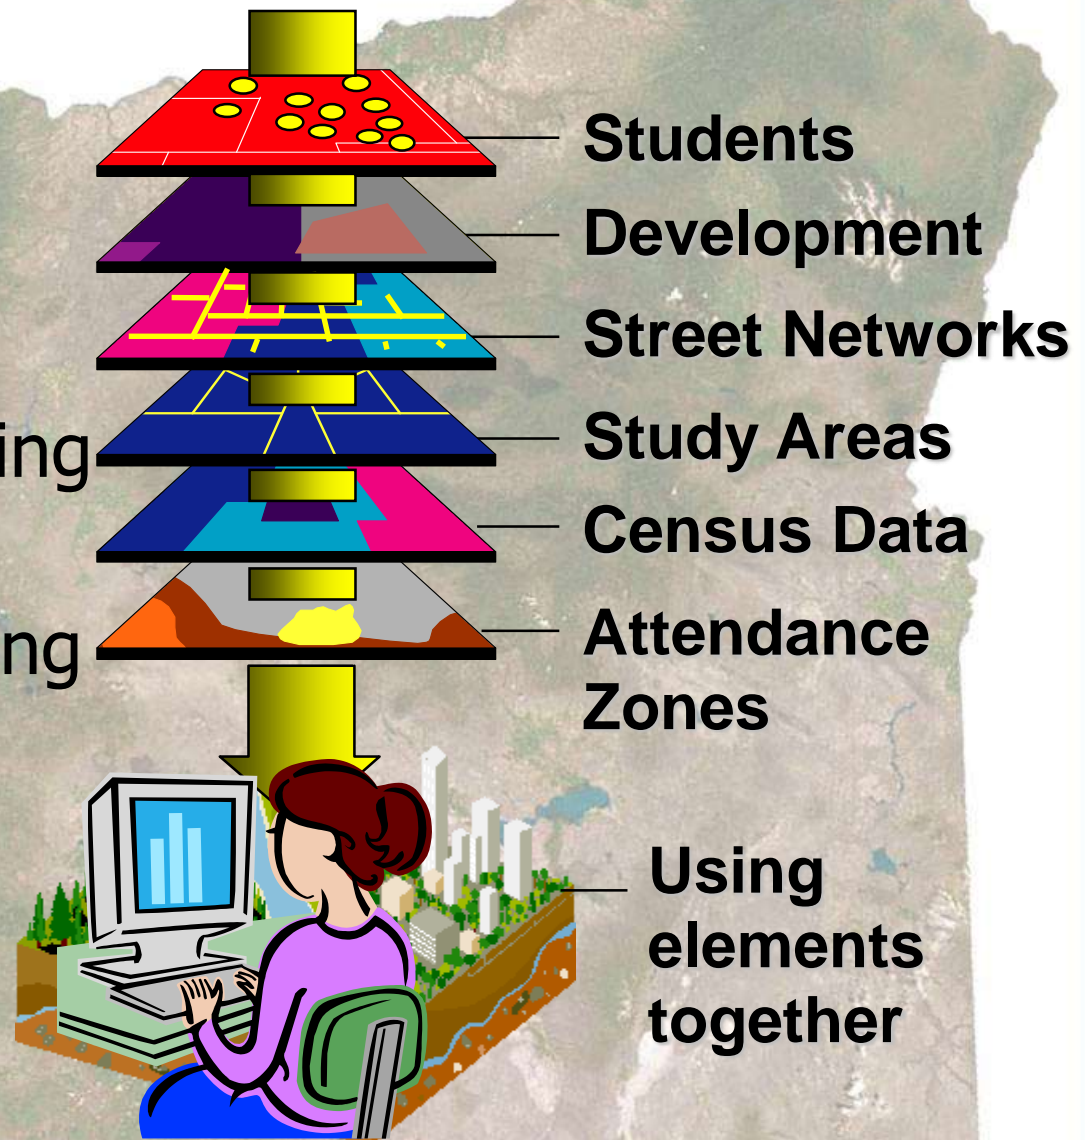 Students
Development
Street Networks
ing
Study Areas
Census Data
ng
Attendance
Zones
Using
elements
together